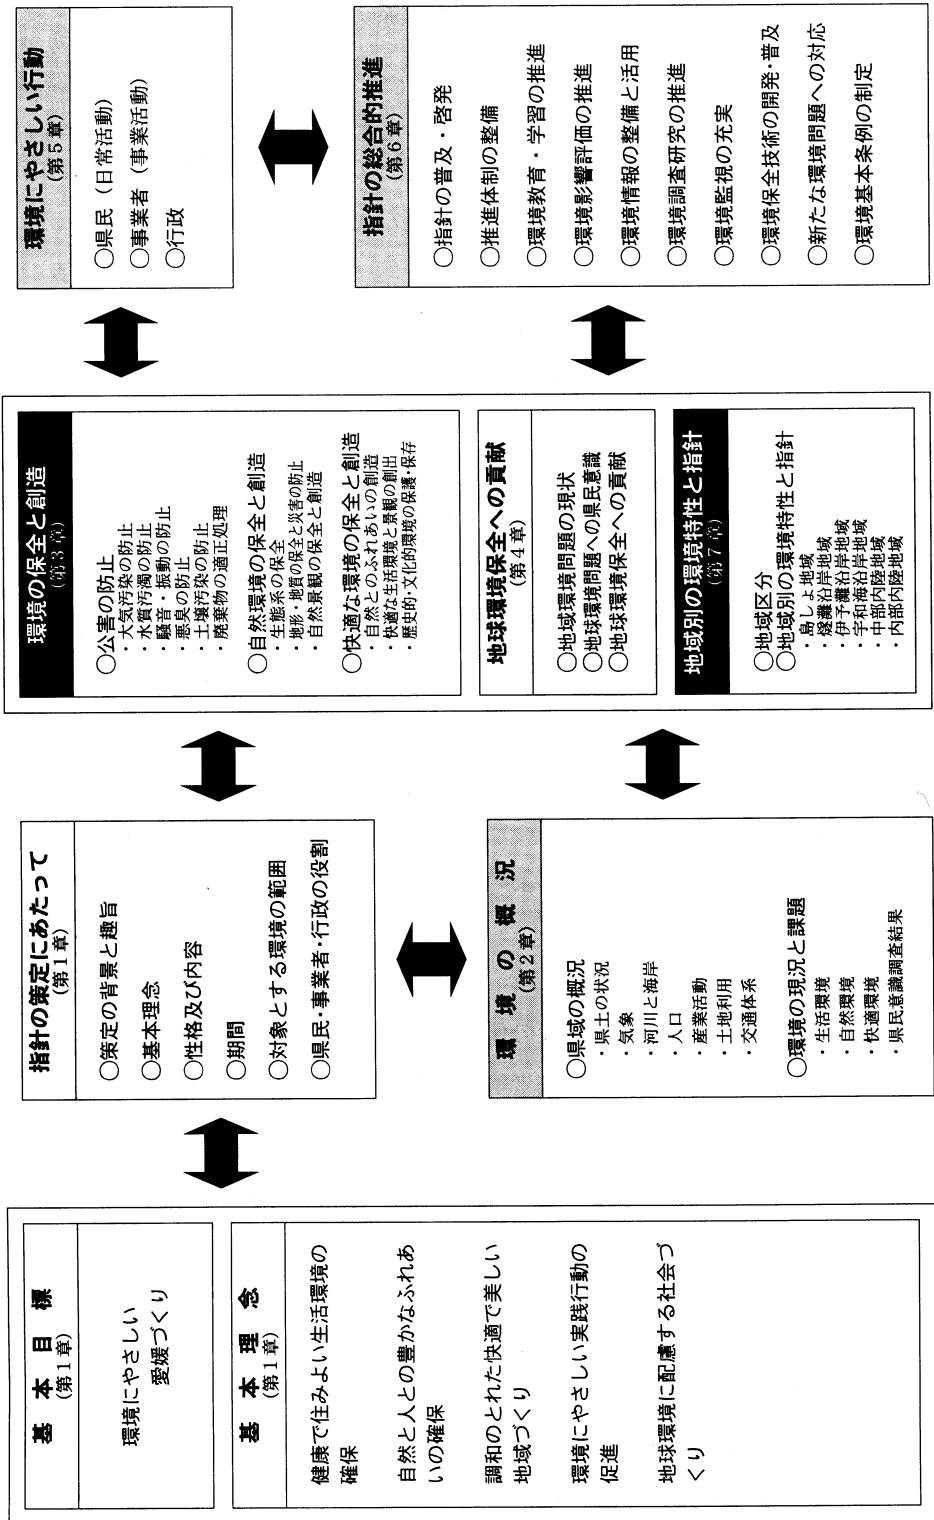 基本目標
(第1章)
環境にやさしい
愛媛づくり
基本理念
(第1章)
健康で住みよい生活環境の
確保
自然と人との豊かなふれあ
いの確保
調和のとれた快適で美しい
地域づくり
環境にやさしい実践行動の
促進
地球環境に配慮する社会づ
くり
指針の策定にあたって
(第1章)
○策定の背景と趣旨
○基本理念
○性格及び内容
○期間
○対象とする環境の範囲
○県民・事業者・行政の役割
環境の概況
(第2章)
○県域の概況
・県土の状況
・気象
・河川と海岸
・人口
・産業活動
・土地利用
・交通体系
○環境の現況と課題
・生活環境
・自然環境
・快適環境
・県民意識調査結果
環境の保全と創造
(第3章)
○公害の防止
・大気汚染の防止
・水質汚濁の防止
・騒音・振動の防止
・悪臭の防止
・土壌汚染の防止
・廃棄物の適正処理
○自然環境の保全と創造
・生態系の保全
・地形・地質の保全と災害の防止
・自然景観の保全と創造
○快適な環境の保全と創造
・自然とのふれあいの創造
・快適な生活環境と景観の創出
・歴史的・文化的環境の保護・保存
地球環境保全への貢献
(第4章)
○地球環境問題の現状
○地球環境問題への県民意識
○地球環境保全への貢献
地域別の環境特性と指針
(第7章)
○地域区分
○地域別の環境特性と指針
・島しょ地域
・燧灘沿岸地域
・伊予灘沿岸地域
・宇和海沿岸地域
・中部内陸地域
・内部内陸地域
環境にやさしい行動
(第5章)
○県民（日常活動）
○事業者（事業活動）
○行政
指針の総合的推進
(第6章)
○指針の普及・啓発
○推進体制の整備
○環境教育・学習の推進
○環境影響評価の推進
○環境情報の整備と活用
○環境調査研究の推進
○環境監視の充実
○環境保全技術の開発・普及
○新たな環境問題への対応
○環境基本条例の制定